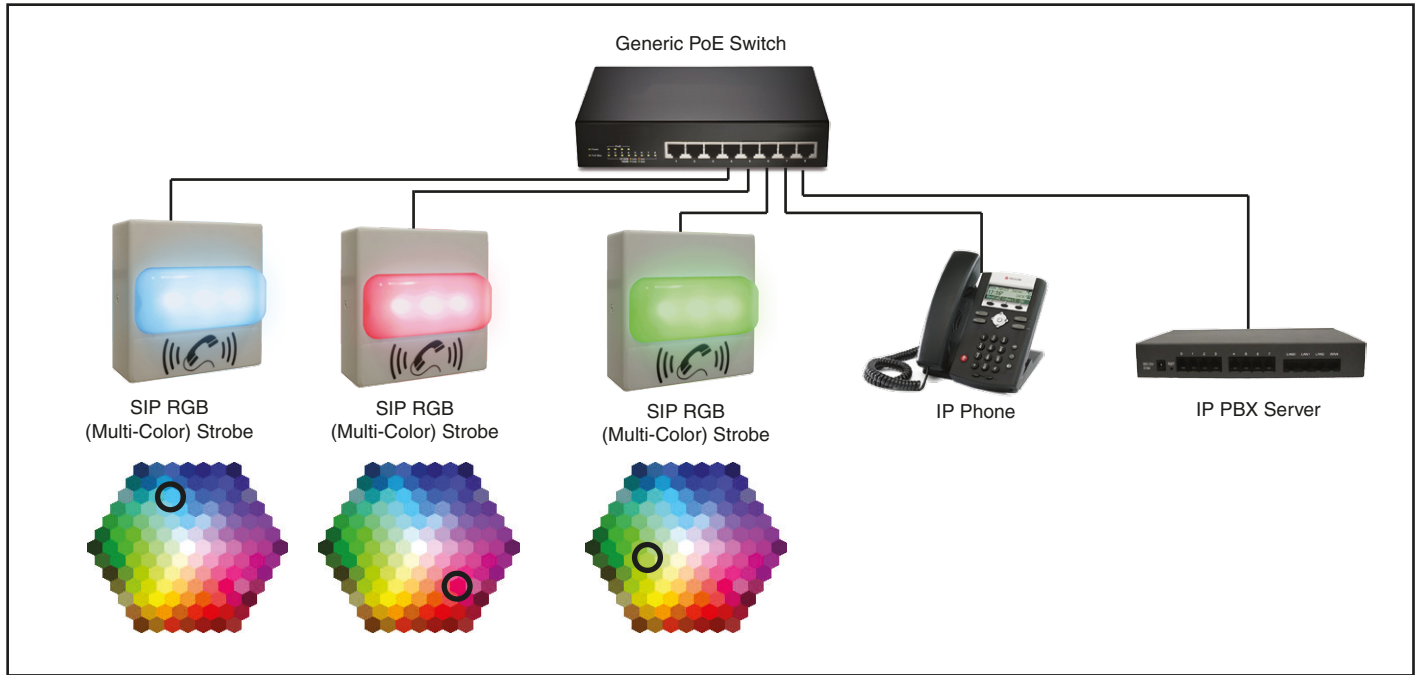 Generic PoE Switch
SIP RGB
(Multi-Color) Strobe
SIP RGB
(Multi-Color) Strobe
SIP RGB
(Multi-Color) Strobe
IP Phone
IP PBX Server